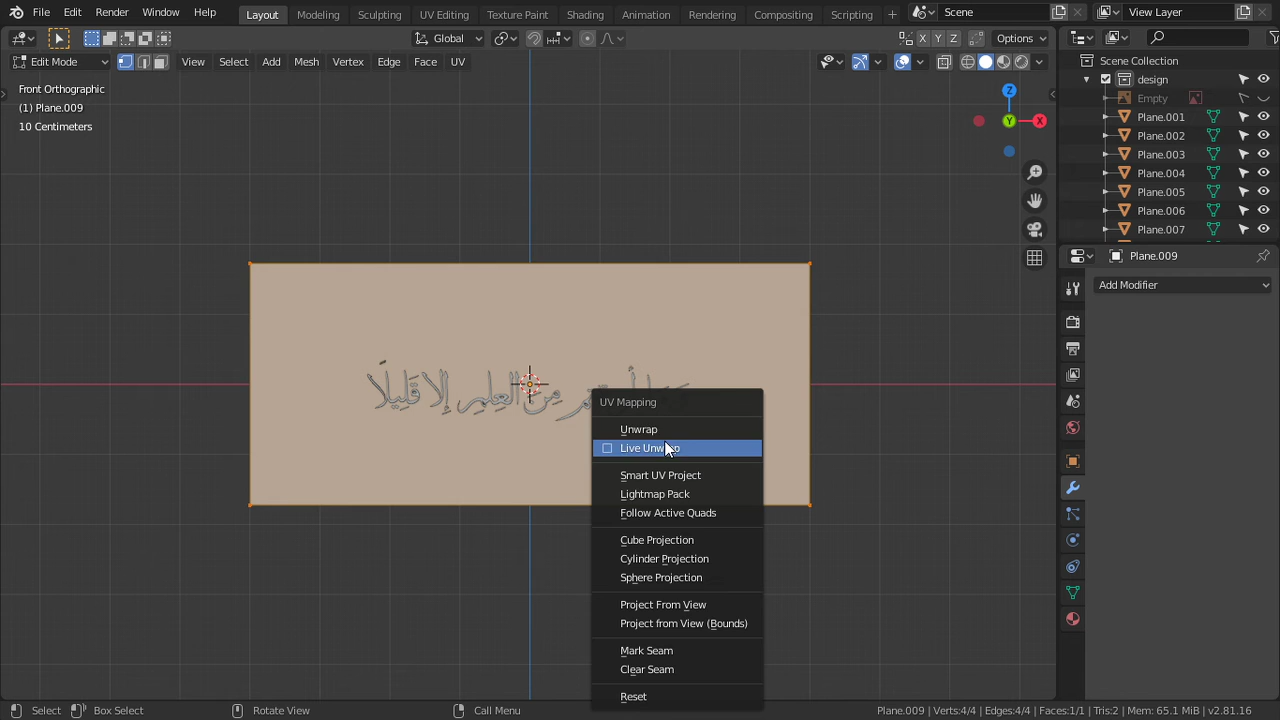 File Edit Render Window Help Layout Modeling Sculpting UV Editing Texture Paint Shading Animation Rendering Compositing Scripting + Scene View Layer
Global X Y Z Options
Edit Mode View Select Add Mesh Vertex Edge Face UV
Front Orthographic
(1) Plane.009
10 Centimeters
Z
Y X
من العلم إلا قليلا
UV Mapping
Unwrap
Live Unwrap
Smart UV Project
Lightmap Pack
Follow Active Quads
Cube Projection
Cylinder Projection
Sphere Projection
Project From View
Project from View (Bounds)
Mark Seam
Clear Seam
Reset
Scene Collection
design
Empty
Plane.001
Plane.002
Plane.003
Plane.004
Plane.005
Plane.006
Plane.007
Plane.009
Add Modifier
Select Box Select Rotate View Call Menu Plane.009 | Verts:4/4 | Edges:4/4 | Faces:1/1 | Tris:2 | Mem: 65.1 MiB | v2.81.16